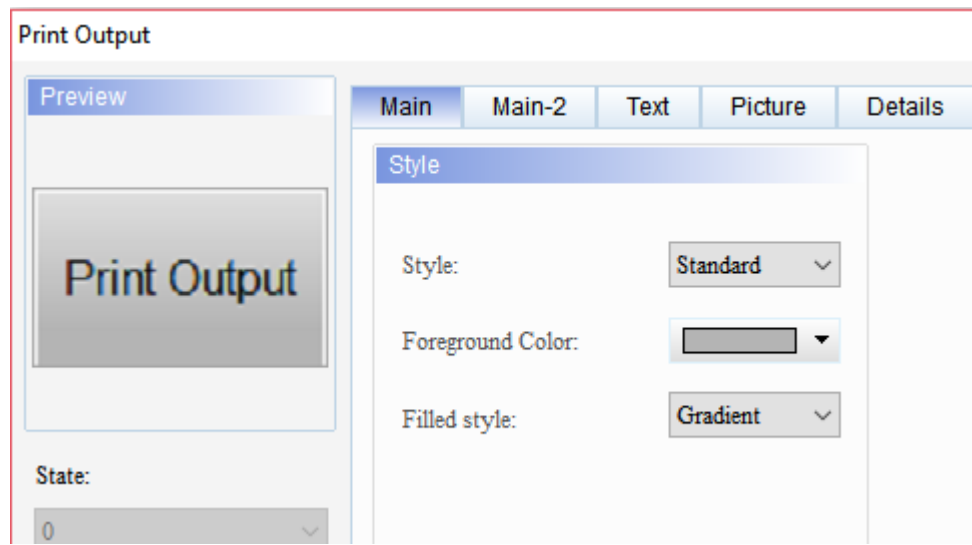 Print Output
Preview
Print Output
State:
0
Main Main-2 Text Picture Details
Style
Style: Standard
Foreground Color:
Filled style: Gradient